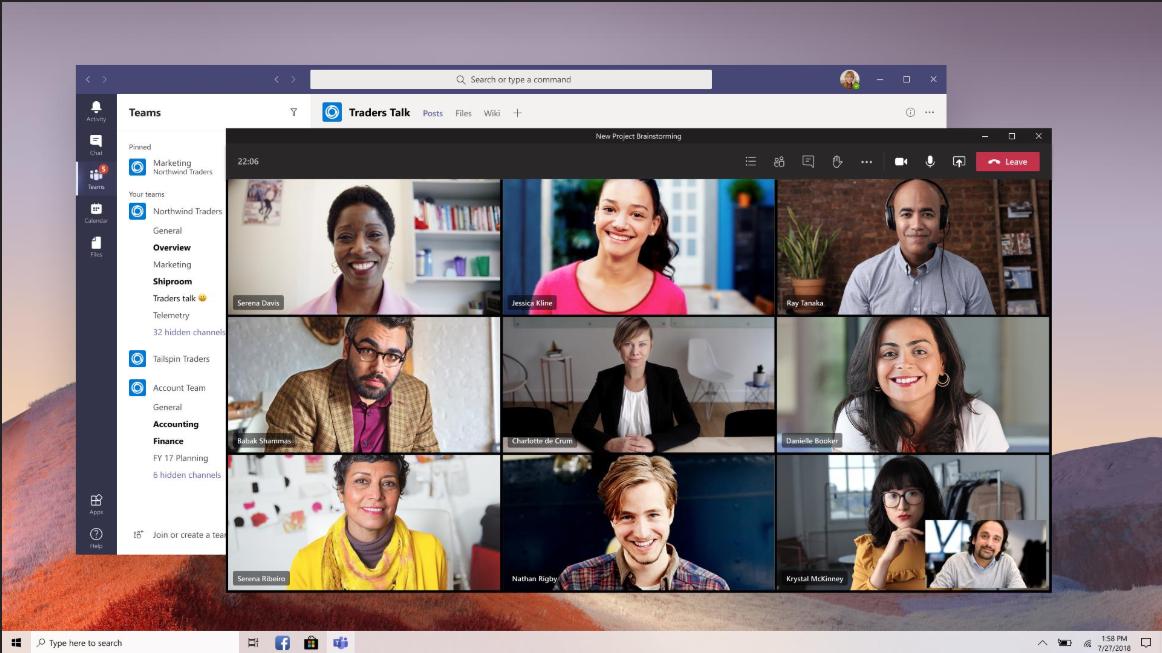 Search or type a command
Activity
Chat
5
Teams
Calendar
Files
Apps
Help
Teams
Pinned
Marketing
Northwind Traders
Your teams
Northwind Traders
General
Overview
Marketing
Shiproom
Traders talk 😀
Telemetry
32 hidden channels
Tailspin Traders
Account Team
General
Accounting
Finance
FY 17 Planning
6 hidden channels
Join or create a tea
Traders Talk Posts Files Wiki
New Project Brainstorming
22:06
Leave
Serena Davis
Jessica Kline
Ray Tanaka
Babak Shammas
Charlotte de Crum
Danielle Booker
Serena Ribeiro
Nathan Rigby
Krystal McKinney
Type here to search
1:58 PM
7/27/2018